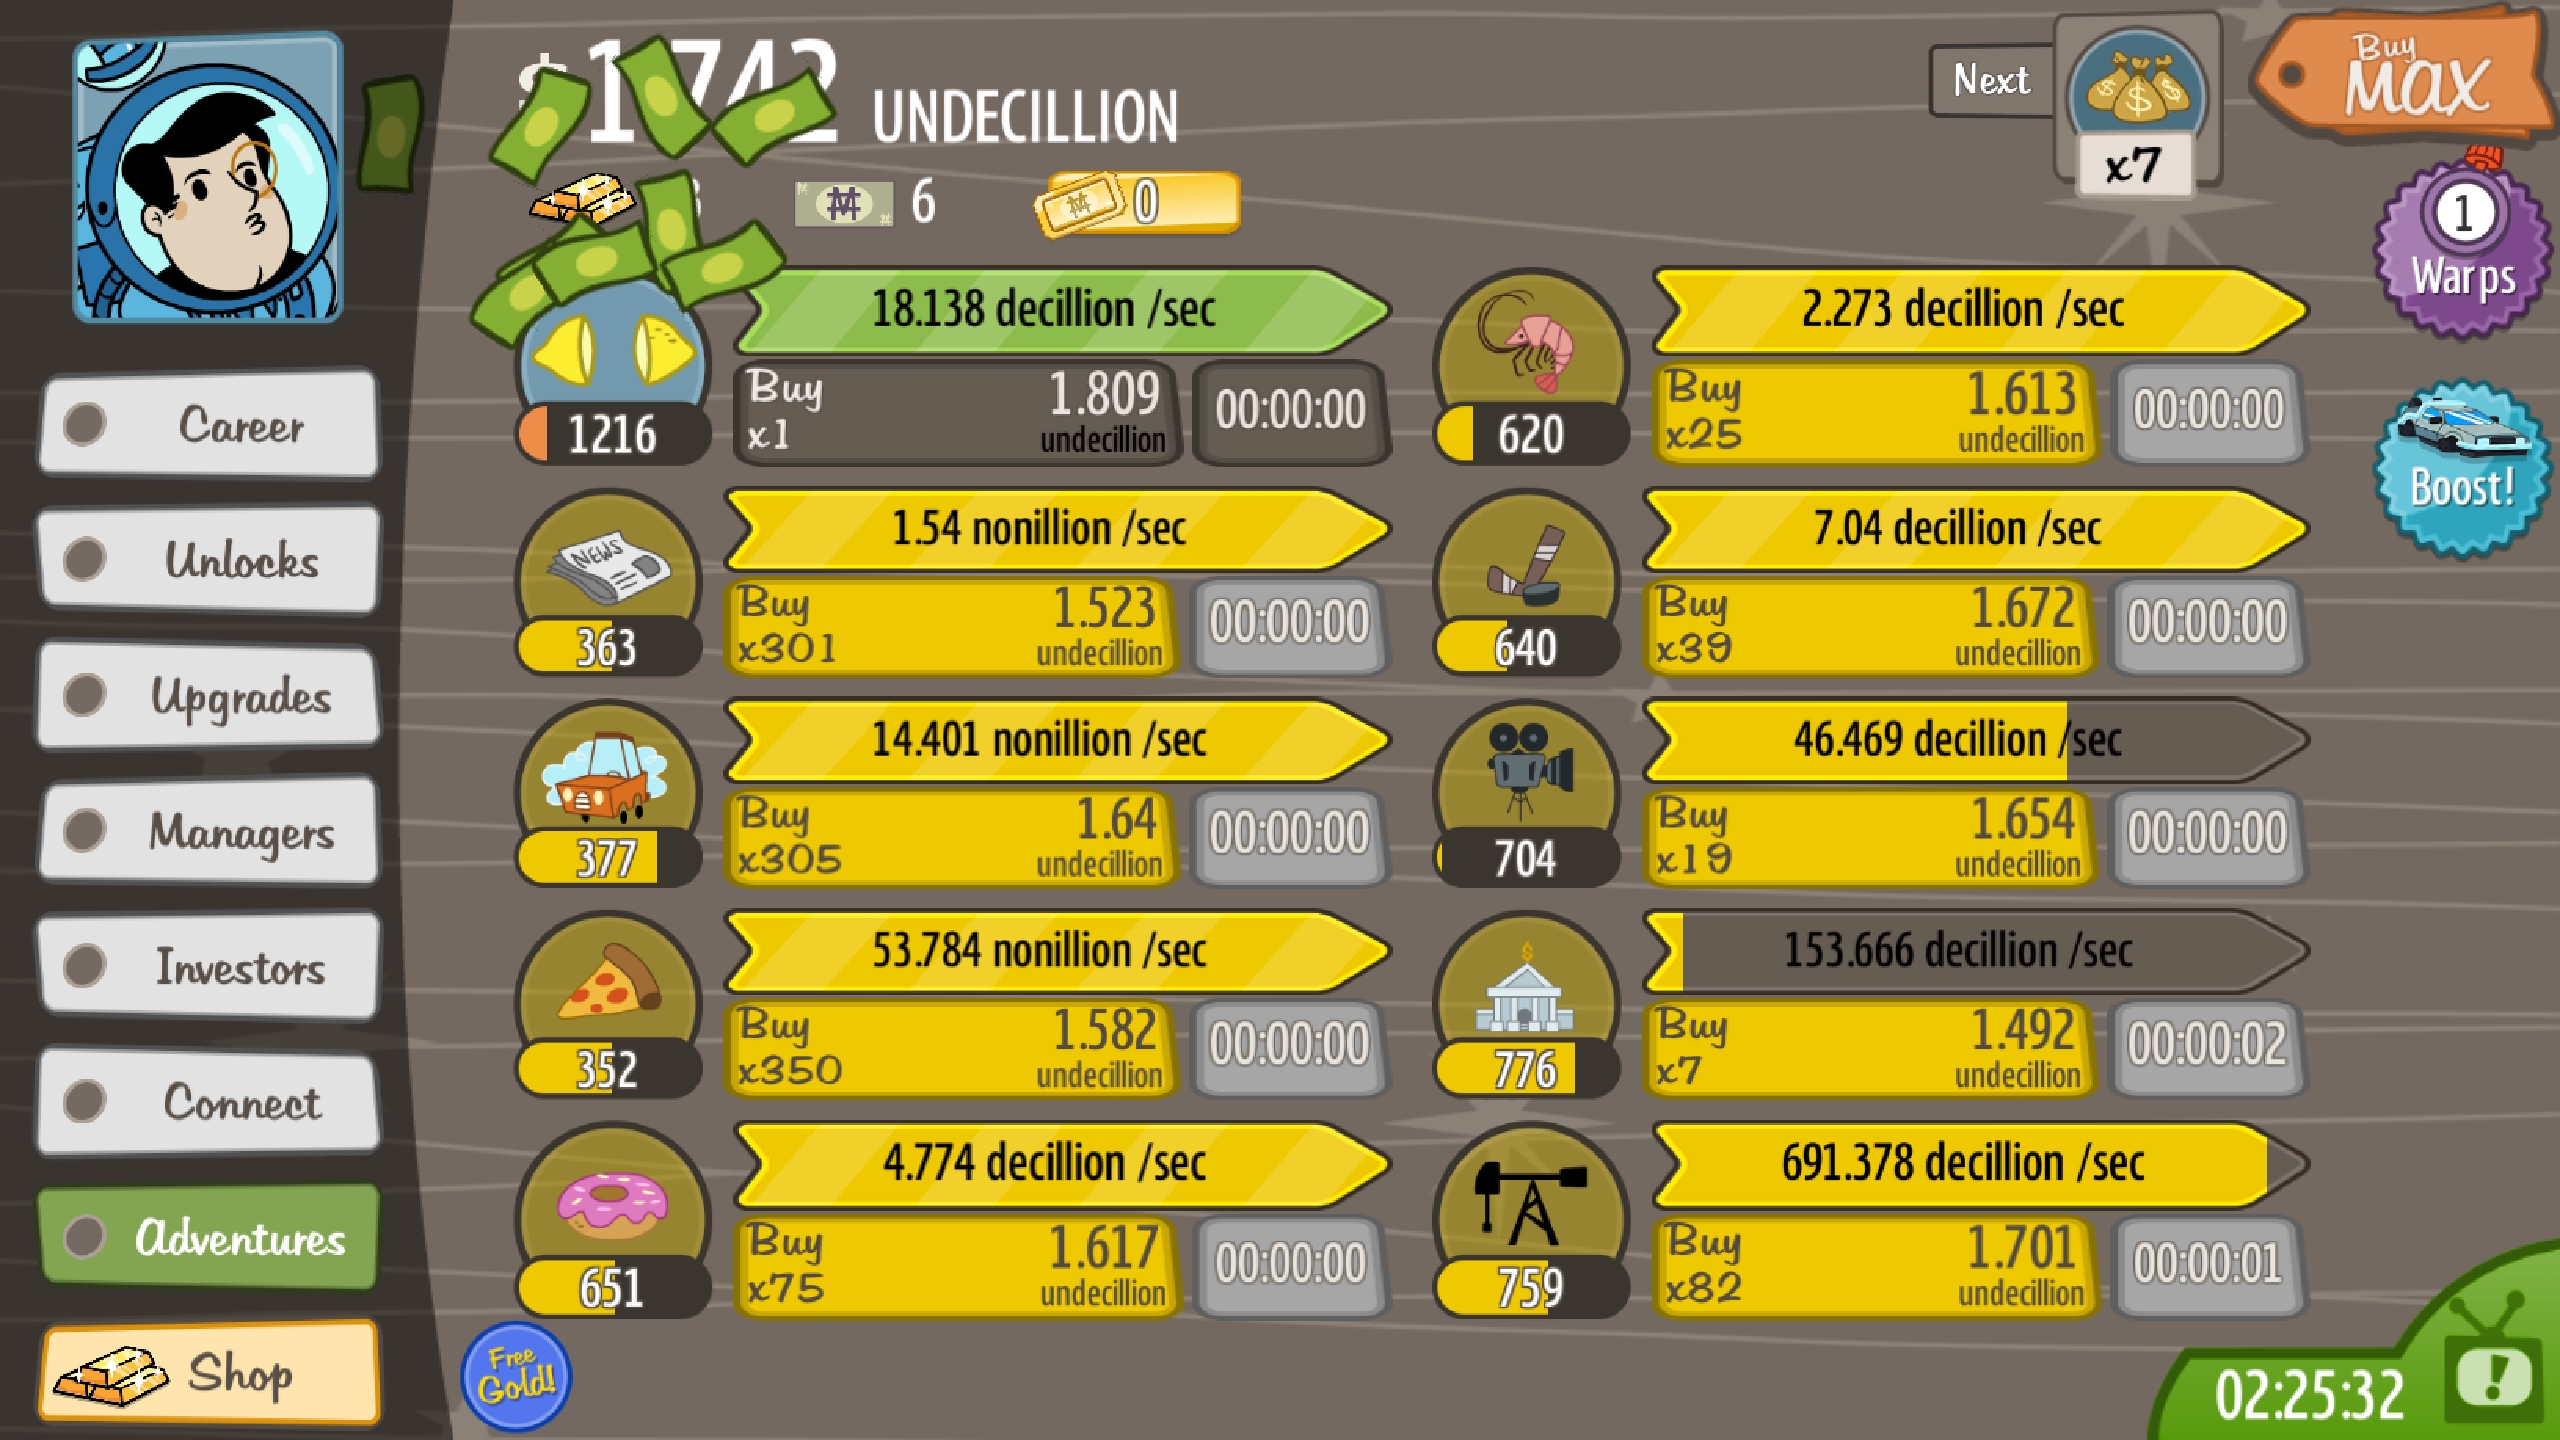 UNDECILLION
Next
x7
Buy
MAX
6
0
1
Warps
Boost!
Career
Unlocks
Upgrades
Managers
Investors
Connect
Adventures
Shop
18.138 decillion /sec
1216
Buy
x1
1.809
undecillion
00:00:00
NEWS
1.54 nonillion /sec
363
Buy
x301
1.523
undecillion
00:00:00
14.401 nonillion /sec
377
Buy
x305
1.64
undecillion
00:00:00
53.784 nonillion /sec
352
Buy
x350
1.582
undecillion
00:00:00
4.774 decillion /sec
651
Buy
x75
1.617
undecillion
00:00:00
2.273 decillion /sec
620
Buy
x25
1.613
undecillion
00:00:00
7.04 decillion /sec
640
Buy
x39
1.672
undecillion
00:00:00
46.469 decillion /sec
704
Buy
x19
1.654
undecillion
00:00:00
153.666 decillion /sec
776
Buy
x7
1.492
undecillion
00:00:02
691.378 decillion /sec
759
Buy
x82
1.701
undecillion
00:00:01
Free
Gold!
02:25:32